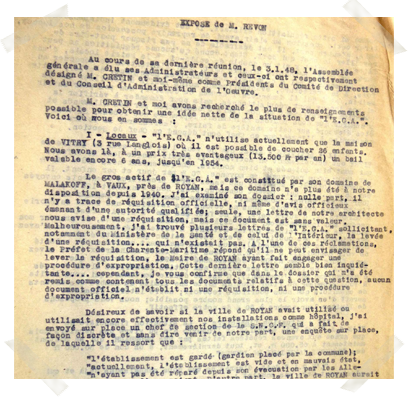 EXPOSE de M. REVON
Au cours de sa dernière réunion, le 3.1.48, l'Assemblée
générale a élu ses Administrateurs et ceux-ci ont respectivement
désigné M. CRETIN et moi-même comme Présidents du Comité de Direction
et du Conseil d'Administration de l'Oeuvre.
M. CRETIN et moi avons recherché le plus de renseignements
possible pour obtenir une idée nette de la situation de "l'E.C.A."
Voici où nous en sommes :
I - Locaux - "l'E.C.A." n'utilise actuellement que la maison
de VITRY (3 rue Langlois) où il est possible de coucher 26 enfants.
Nous avons là, à un prix très avantageux (13.500 fr par an) un bail
valable encore 6 ans, jusqu'en 1954.
Le gros actif de "l'E.C.A." est constitué par son domaine de
MALAKOFF, à VAUX, près de ROYAN, mais ce domaine n'est plus à notre
disposition depuis 1940. J'ai examiné son dossier ; nulle part, il
n'y a trace de réquisition officielle, ni même d'avis officieux
émanant d'une autorité qualifiée; seule, une lettre de notre architecte
nous avise d'une réquisition, mais ce document est sans valeur.
Malheureusement, j'ai trouvé plusieurs lettres de "l'E.C.A." sollicitant,
notamment du Ministère de la santé et de celui de l'Intérieur, la levée
d'une réquisition.... qui n'existait pas. A l'une de ces réclamations,
le Préfet de la Charente-Maritime répond qu'il ne peut envisager de
lever la réquisition, le Maire de ROYAN ayant fait engager une
procédure d'expropriation. Cette dernière lettre semble bien inquié-
tante... cependant, je vous confirme que dans le dossier qui m'a été
remis comme contenant tous les documents relatifs à cette question, aucun
document officiel n'établit ni une réquisition, ni une procédure
d'expropriation.
Désireux de savoir si la ville de ROYAN avait utilisé ou
utilisait encore effectivement nos installations comme hôpital, j'ai
envoyé sur place un chef de section de la S.N.C.F. qui a fait de
façon discrète et sans dire venir de notre part, une enquête sur place,
de laquelle il ressort que :
"l'établissement est gardé (gardien placé par la commune);
"actuellement, l'établissement est vide et en mauvais état,
"n'ayant pas été réparé depuis son évacuation par les Alle-
la ville de ROYAN